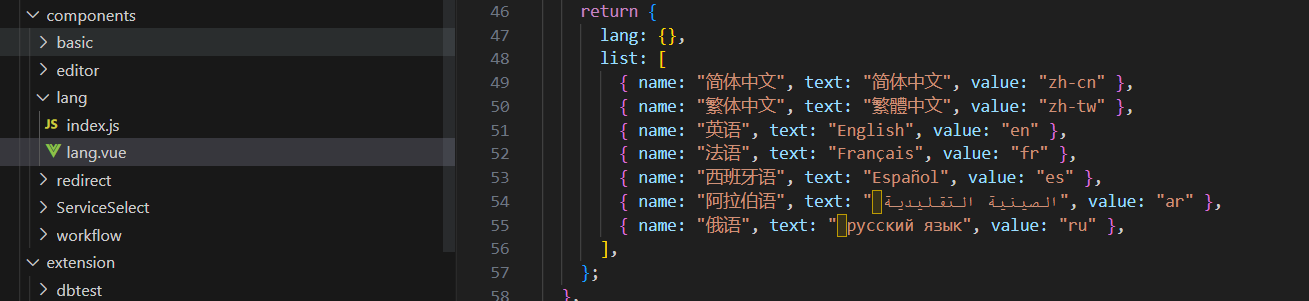 components
basic
editor
lang
JS index.js
lang.vue
redirect
ServiceSelect
workflow
extension
dbtest
46 return {
47 lang: {},
48 list: [
49 { name: "简体中文", text: "简体中文", value: "zh-cn" },
50 { name: "繁体中文", text: "繁體中文", value: "zh-tw" },
51 { name: "英语", text: "English", value: "en" },
52 { name: "法语", text: "Français", value: "fr" },
53 { name: "西班牙语", text: "Español", value: "es" },
54 { name: "阿拉伯语", text: "الصينية التقليدية", value: "ar" },
55 { name: "俄语", text: "русский язык", value: "ru" },
56 ],
57 };
58 },